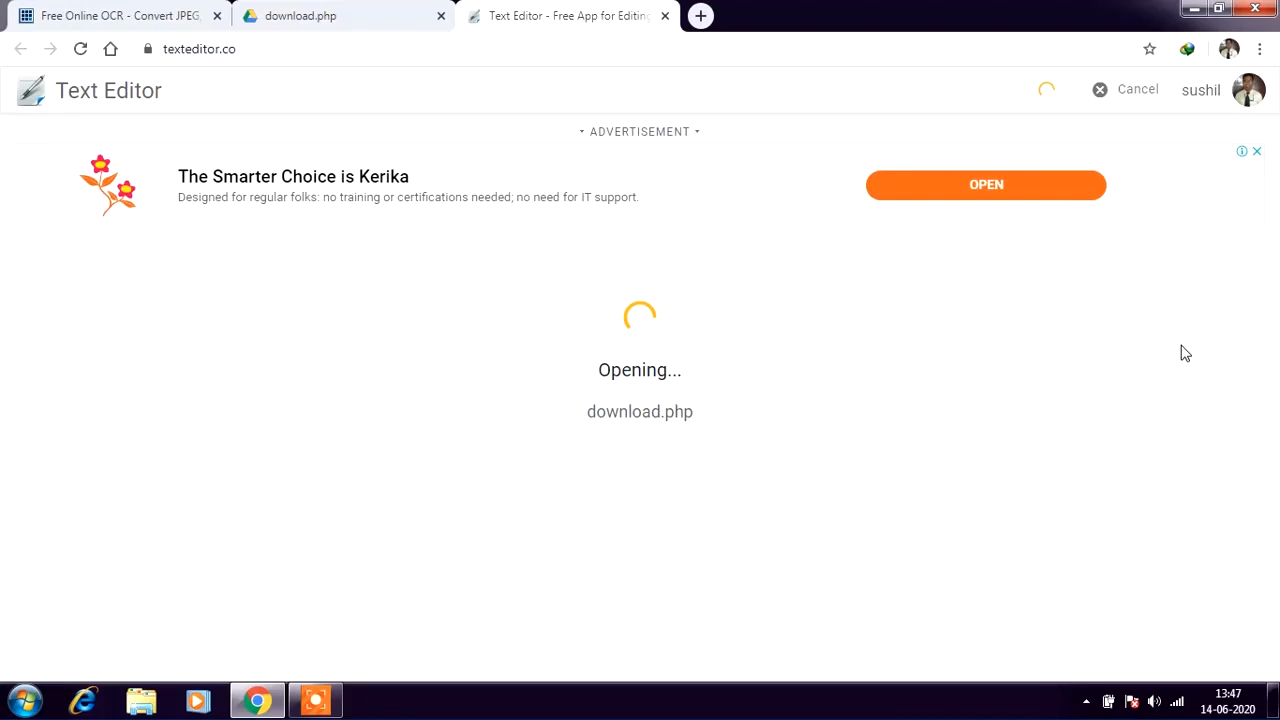 Free Online OCR - Convert JPEG,
download.php
Text Editor - Free App for Editing
texteditor.co
Text Editor
Cancel
sushil
ADVERTISEMENT
The Smarter Choice is Kerika
Designed for regular folks: no training or certifications needed; no need for IT support.
OPEN
Opening...
download.php
13:47
14-06-2020